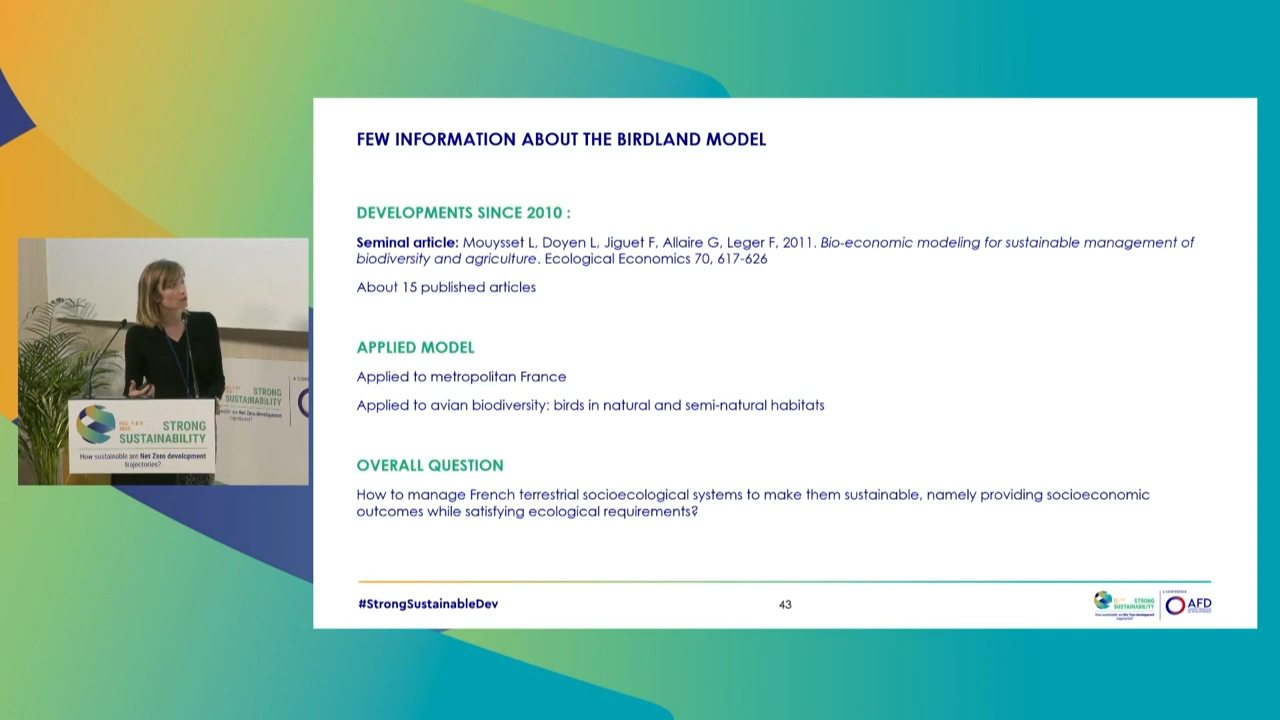 FEW INFORMATION ABOUT THE BIRDLAND MODEL
DEVELOPMENTS SINCE 2010 :
Seminal article: Mouysset L, Doyen L, Jiguet F, Allaire G, Leger F, 2011. Bio-economic modeling for sustainable management of
biodiversity and agriculture. Ecological Economics 70, 617-626
About 15 published articles
APPLIED MODEL
Applied to metropolitan France
Applied to avian biodiversity: birds in natural and semi-natural habitats
OVERALL QUESTION
How to manage French terrestrial socioecological systems to make them sustainable, namely providing socioeconomic
outcomes while satisfying ecological requirements?
#StrongSustainableDev
43
STRONG
SUSTAINABILITY
AFD
STRONG
SUSTAINABILITY
STRONG
SUSTAINABILITY
How sustainable are Net Zero development
trajectories?